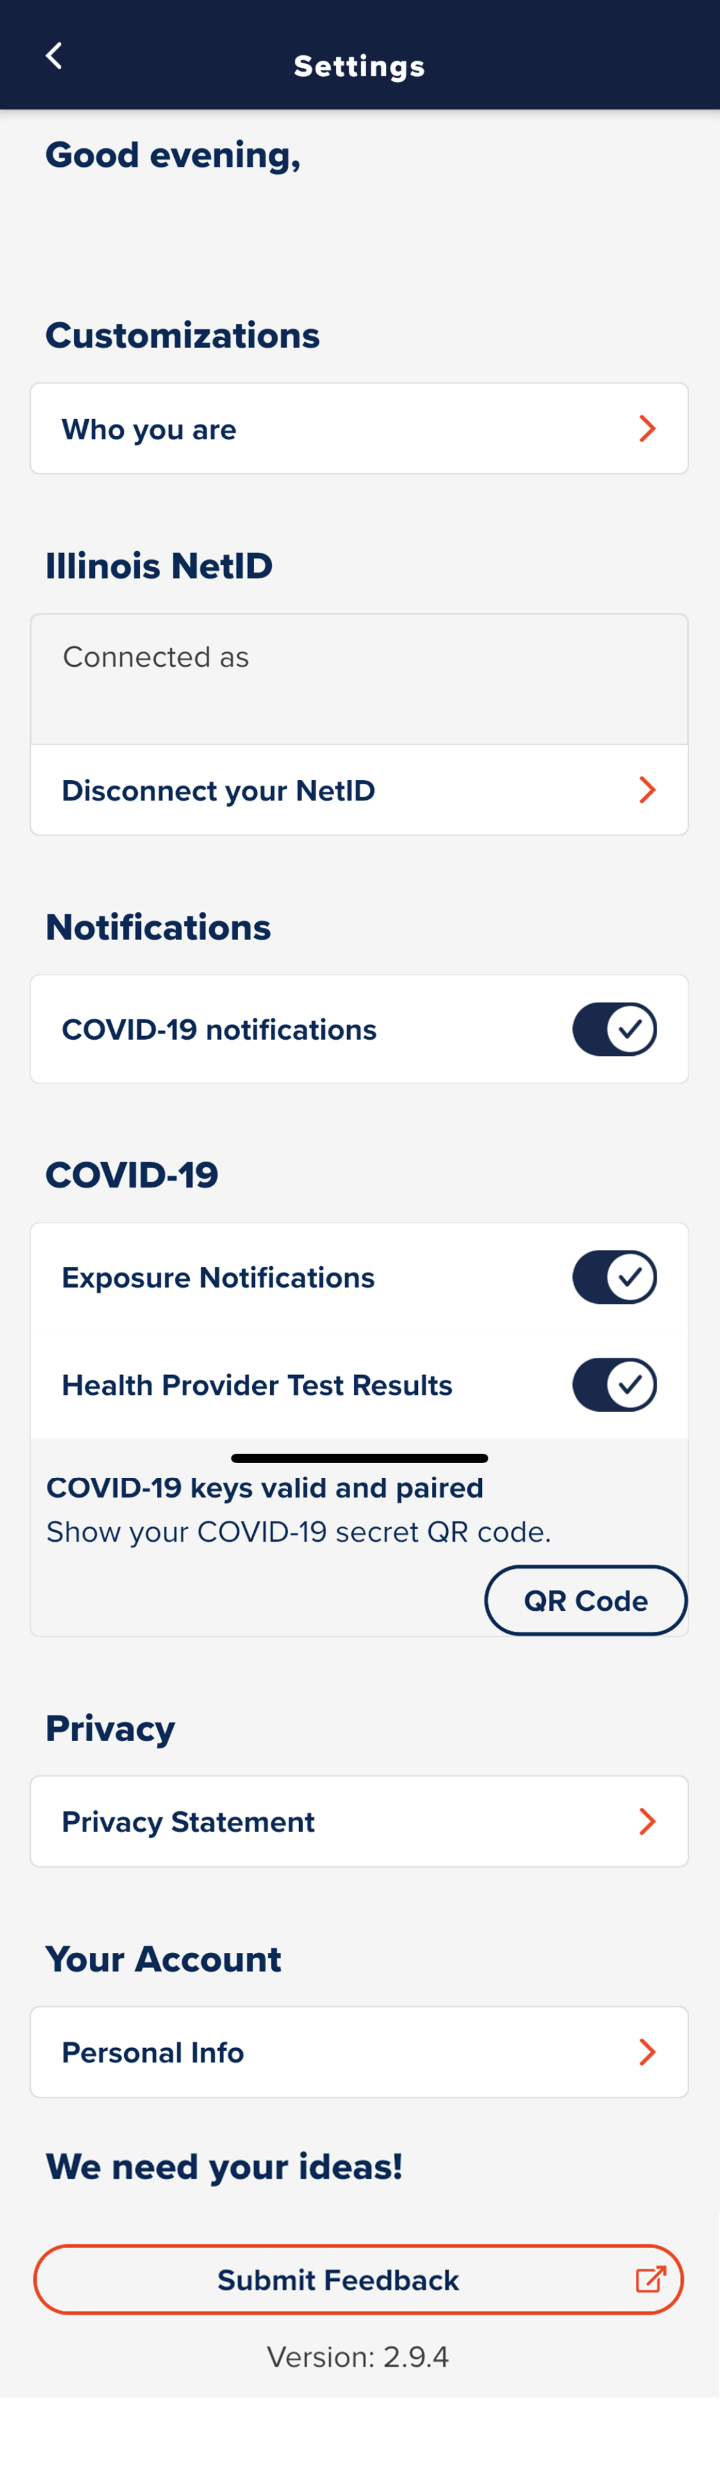 Settings
Good evening,
Customizations
Who you are
Illinois NetID
Connected as
Disconnect your NetID
Notifications
COVID-19 notifications
COVID-19
Exposure Notifications
Health Provider Test Results
COVID-19 keys valid and paired
Show your COVID-19 secret QR code.
QR Code
Privacy
Privacy Statement
Your Account
Personal Info
We need your ideas!
Submit Feedback
Version: 2.9.4